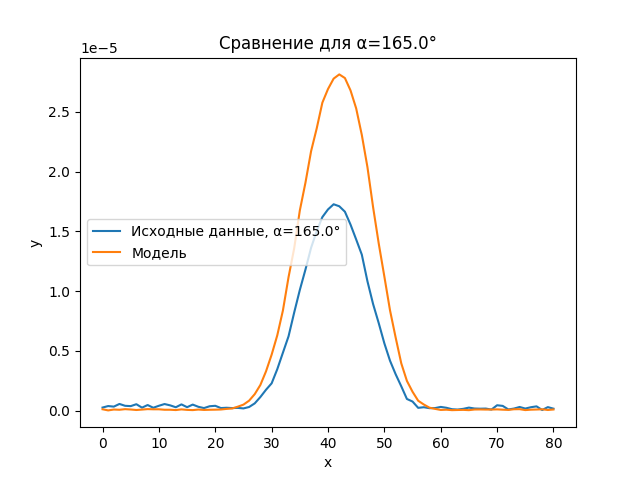 Сравнение для α=165.0°
1e−5
2.5
2.0
1.5
1.0
0.5
0.0
y
Исходные данные, α=165.0°
Модель
0 10 20 30 40 50 60 70 80
x